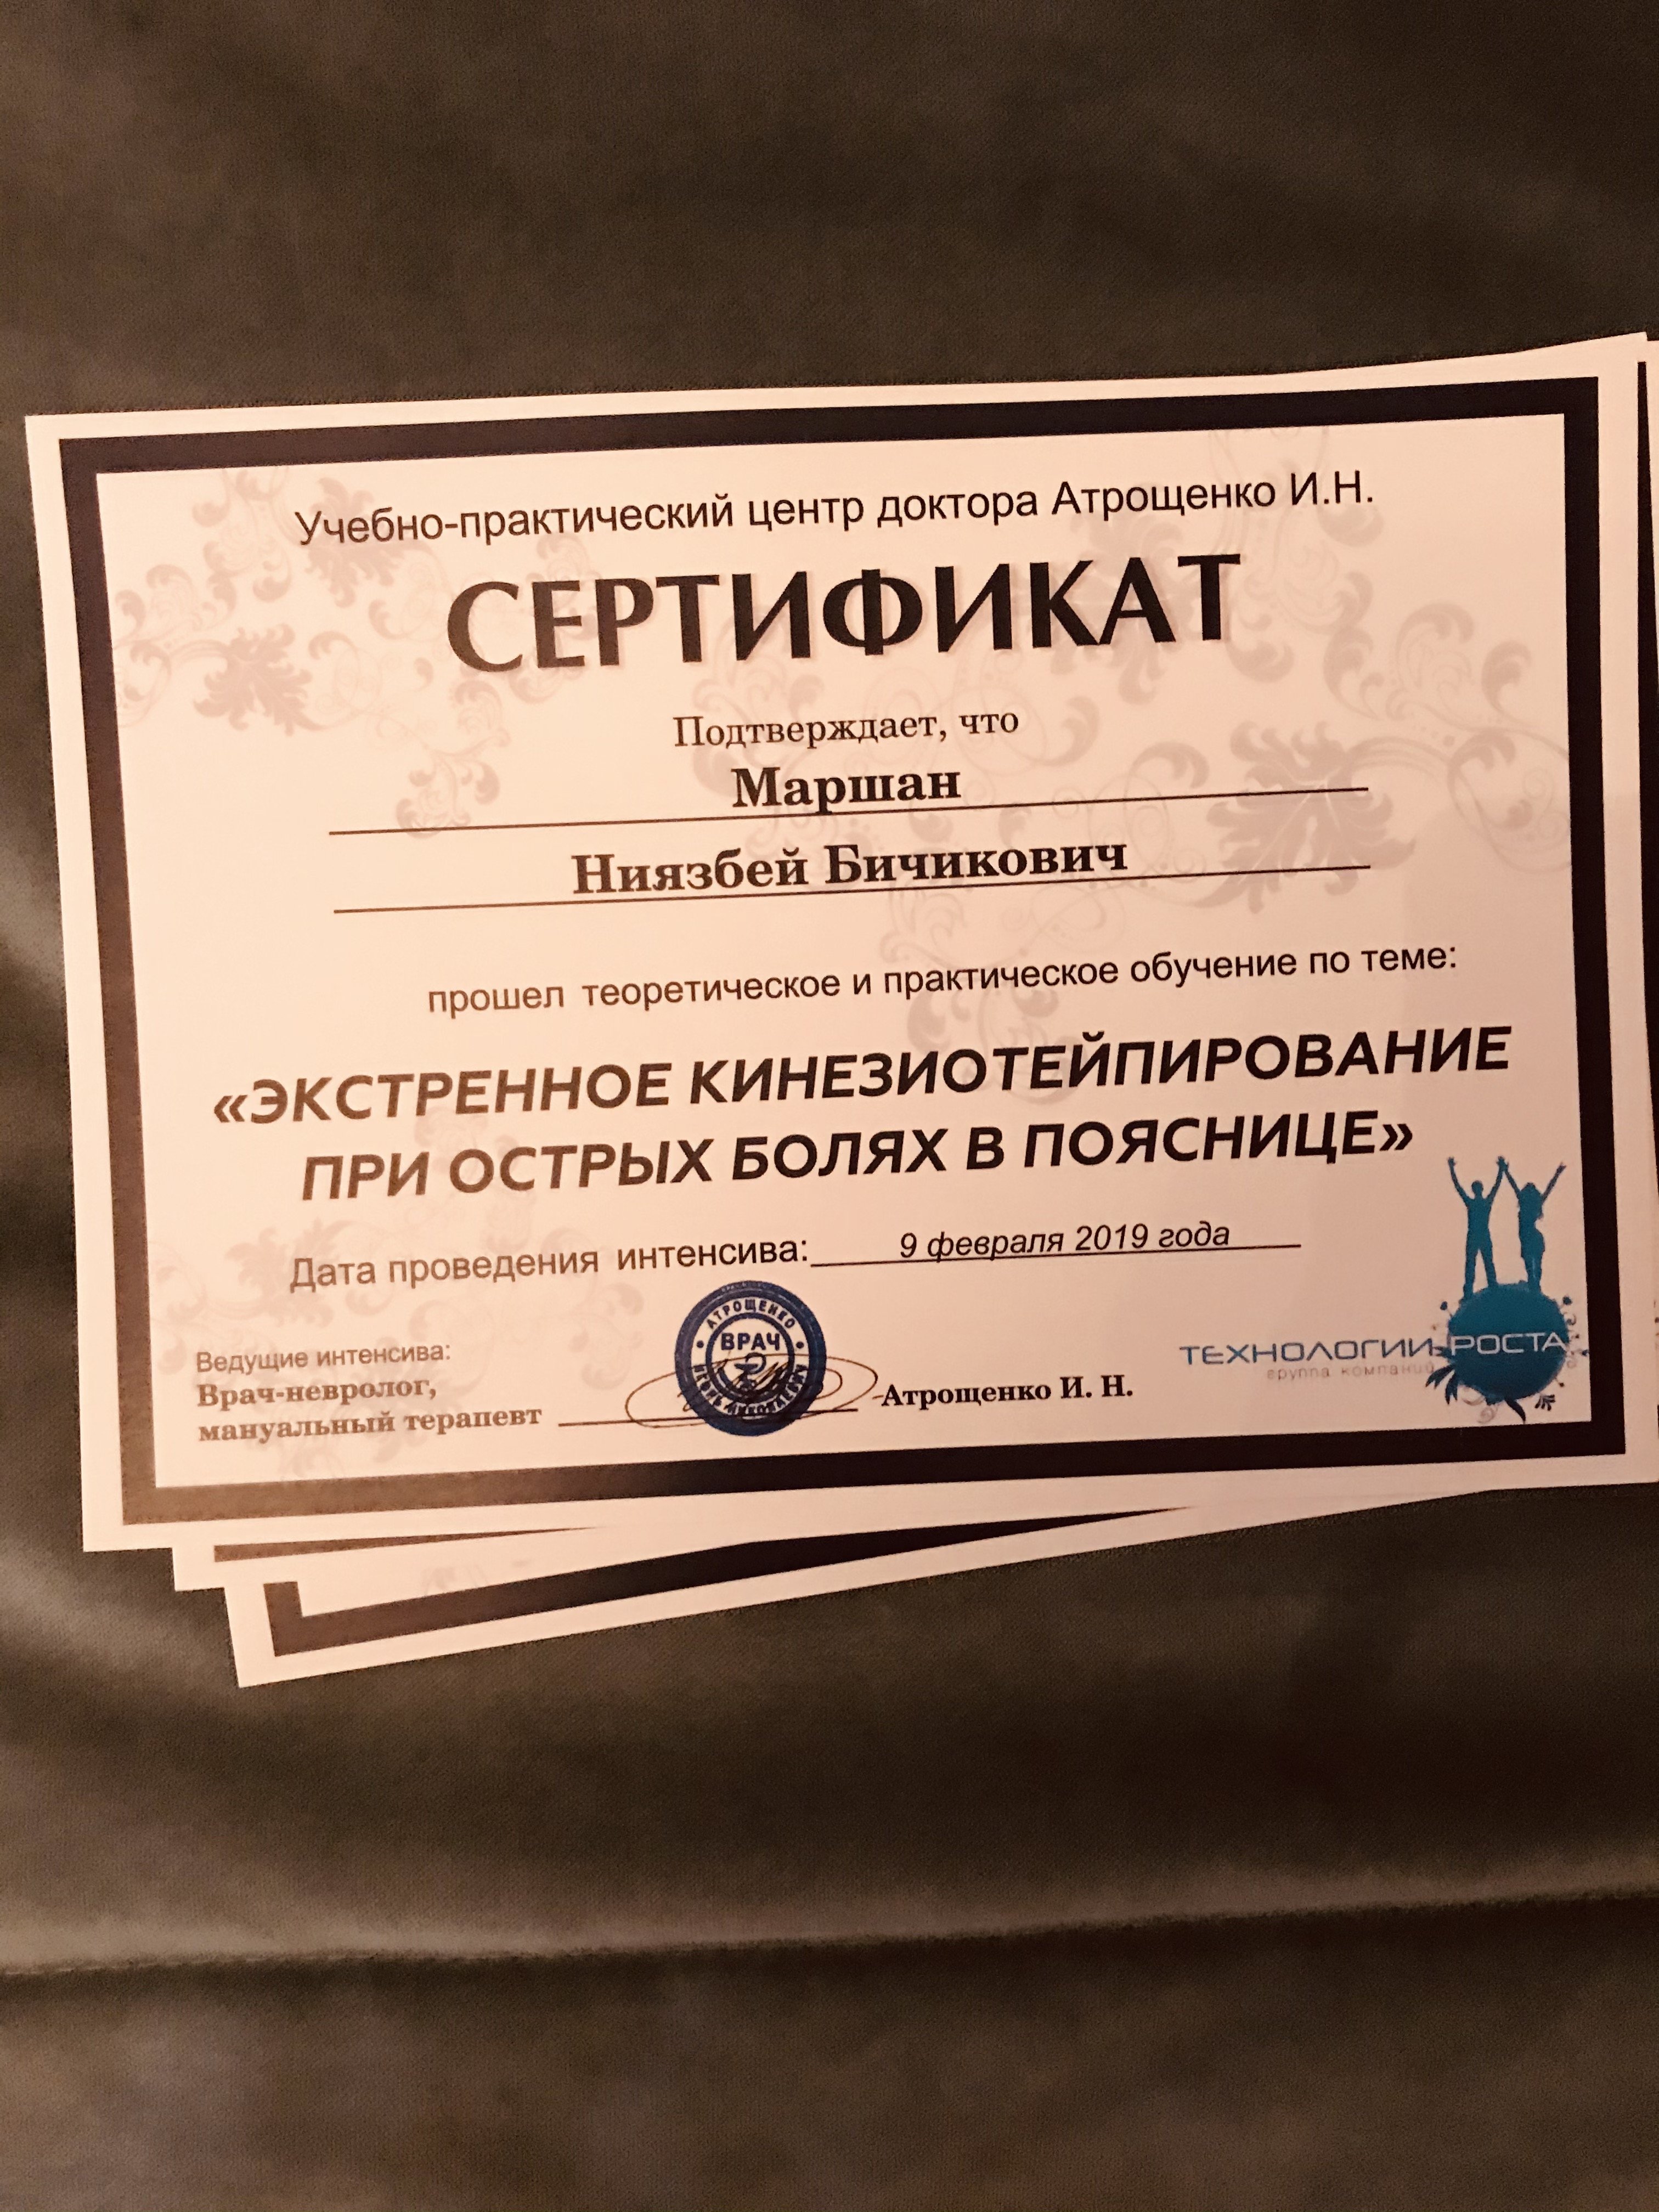 Учебно-практический центр доктора Атрощенко И.Н.
СЕРТИФИКАТ
Подтверждает, что
Маршан
Ниязбей Бичикович
прошел теоретическое и практическое обучение по теме:
«ЭКСТРЕННОЕ КИНЕЗИОТЕЙПИРОВАНИЕ
ПРИ ОСТРЫХ БОЛЯХ В ПОЯСНИЦЕ»
Дата проведения интенсива: 9 февраля 2019 года
Ведущие интенсива:
Врач-невролог,
мануальный терапевт
АТРОЩЕНКО
ВРАЧ
ИГОРЬ НИКОЛАЕВИЧ
Атрощенко И. Н.
ТЕХНОЛОГИИ РОСТА
группа компаний